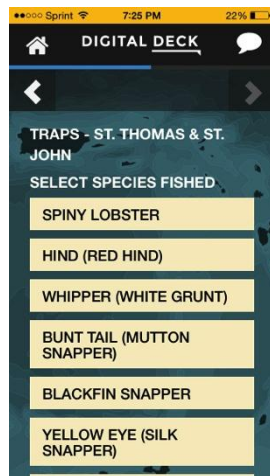 ●●○○○ Sprint 7:25 PM 22%
DIGITAL DECK
TRAPS - ST. THOMAS & ST.
JOHN
SELECT SPECIES FISHED
SPINY LOBSTER
HIND (RED HIND)
WHIPPER (WHITE GRUNT)
BUNT TAIL (MUTTON
SNAPPER)
BLACKFIN SNAPPER
YELLOW EYE (SILK
SNAPPER)